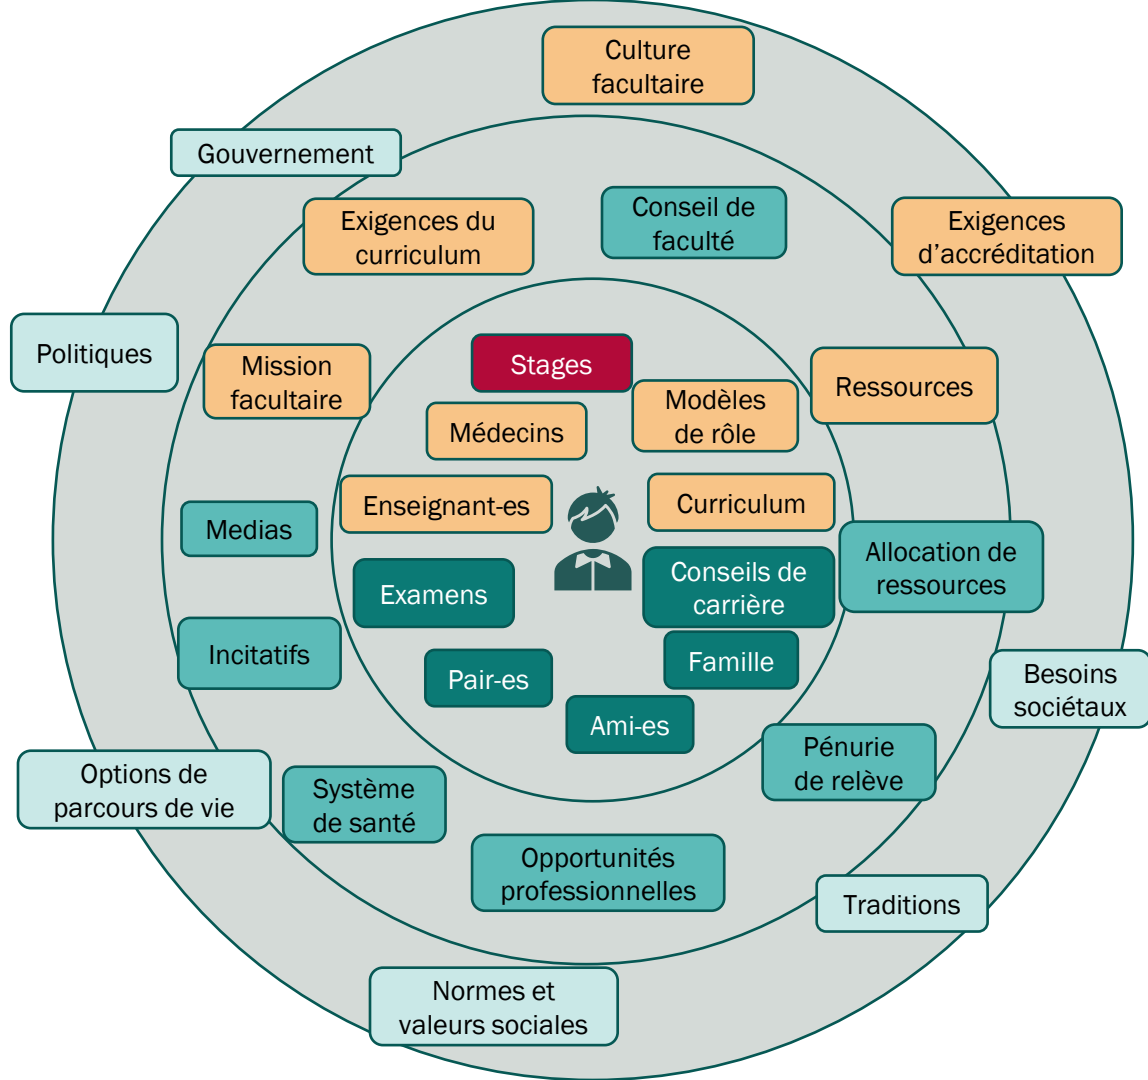 Culture
facultaire
Gouvernement
Exigences du
curriculum
Conseil de
faculté
Exigences
d’accréditation
Politiques
Mission
facultaire
Stages
Médecins
Modèles
de rôle
Ressources
Enseignant-es
Curriculum
Medias
Examens
Conseils de
carrière
Allocation de
ressources
Incitatifs
Pair-es
Famille
Ami-es
Besoins
sociétaux
Options de
parcours de vie
Système
de santé
Pénurie
de relève
Opportunités
professionnelles
Traditions
Normes et
valeurs sociales